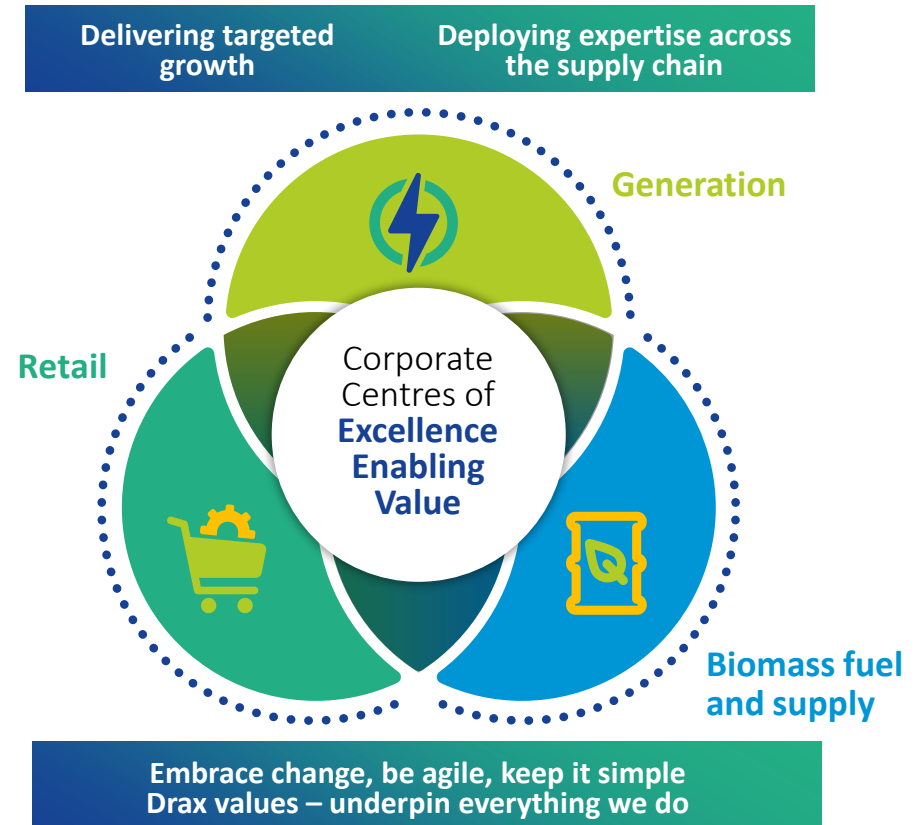 Delivering targeted
growth
Deploying expertise across
the supply chain
Generation
Retail
Corporate
Centres of
Excellence
Enabling
Value
Biomass fuel
and supply
Embrace change, be agile, keep it simple
Drax values – underpin everything we do